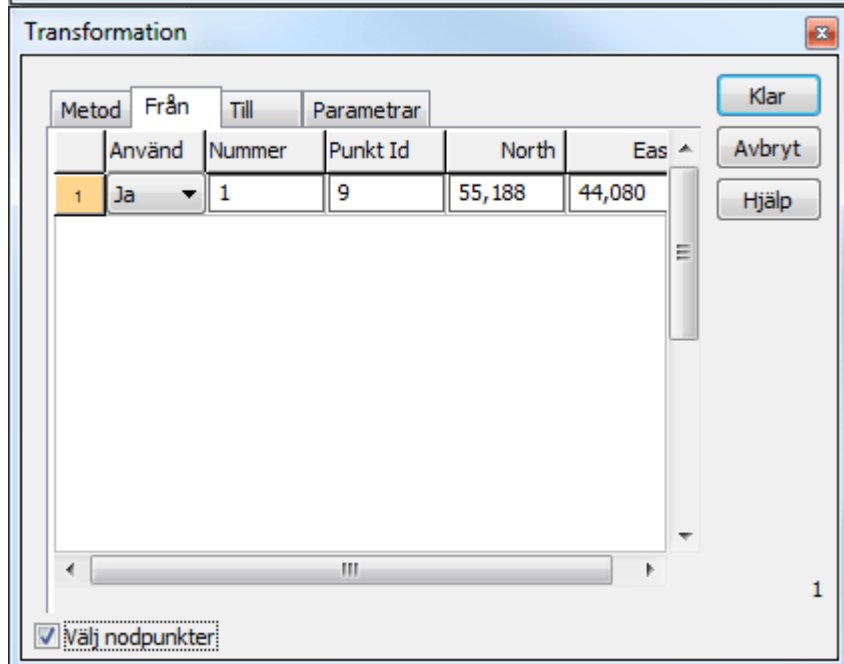 Transformation
Metod Från Till Parametrar
Klar
Avbryt
Hjälp
Använd Nummer Punkt Id North Eas
1 Ja 1 9 55,188 44,080
1
Välj nodpunkter